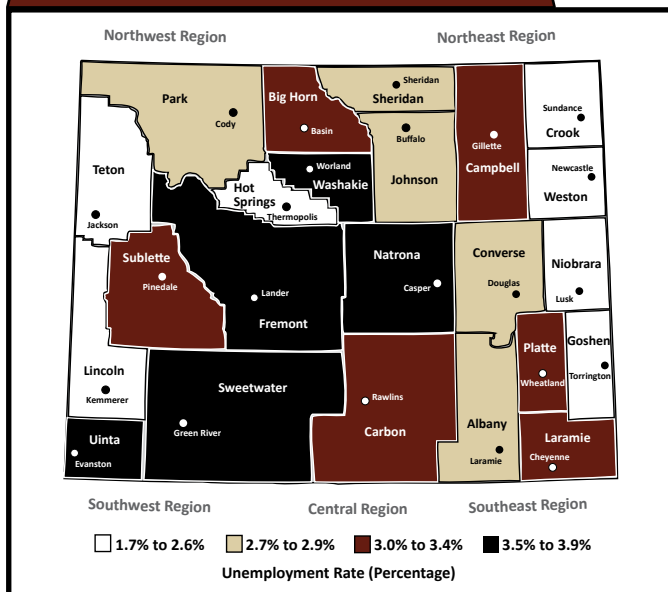 Northwest Region
Northeast Region
Park
Cody
Big Horn
Basin
Sheridan
Sheridan
Buffalo
Johnson
Gillette
Campbell
Sundance
Crook
Newcastle
Weston
Teton
Jackson
Worland
Washakie
Hot
Springs
Thermopolis
Sublette
Pinedale
Lander
Fremont
Natrona
Casper
Converse
Douglas
Niobrara
Lusk
Platte
Wheatland
Goshen
Torrington
Lincoln
Kemmerer
Sweetwater
Green River
Rawlins
Carbon
Albany
Laramie
Laramie
Cheyenne
Uinta
Evanston
Southwest Region
Central Region
Southeast Region
1.7% to 2.6%
2.7% to 2.9%
3.0% to 3.4%
3.5% to 3.9%
Unemployment Rate (Percentage)